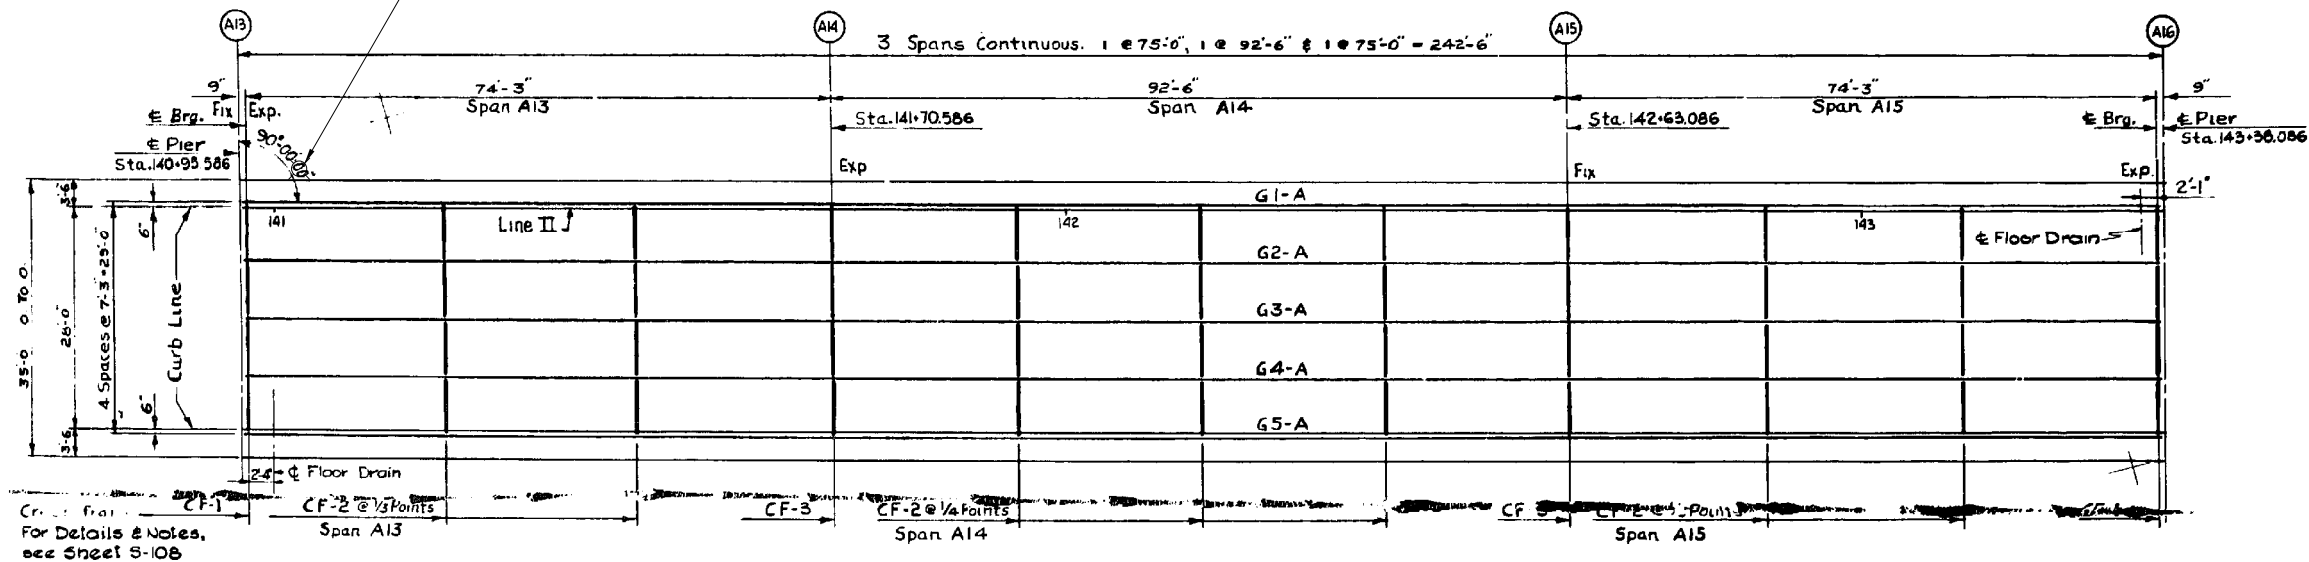 A13
A14
A15
A16
3 Spans Continuous. 1 @ 75'-0", 1 @ 92'-6" & 1 @ 75'-0" = 242'-6"
9"
74'-3"
Span A13
92'-6"
Span A14
74'-3"
Span A15
9"
℄ Brg. Fix Exp.
℄ Pier
Sta. 140+95.586
90°-00'-00"
Sta. 141+70.586
Sta. 142+63.086
℄ Brg.
℄ Pier
Sta. 143+38.086
Exp
Fix
Exp.
2'-1"
G1-A
141
Line II
142
143
℄ Floor Drain
G2-A
G3-A
G4-A
G5-A
3'-6"
28'-0"
3'-6"
35'-0 O TO O
4 Spaces @ 7'-3"=29'-0"
6"
6"
Curb Line
℄ Floor Drain
CF-1
CF-2 @ 1/3 Points
Span A13
CF-3
CF-2 @ 1/4 Points
Span A14
CF
Points
Span A15
For Details & Notes,
see Sheet S-108